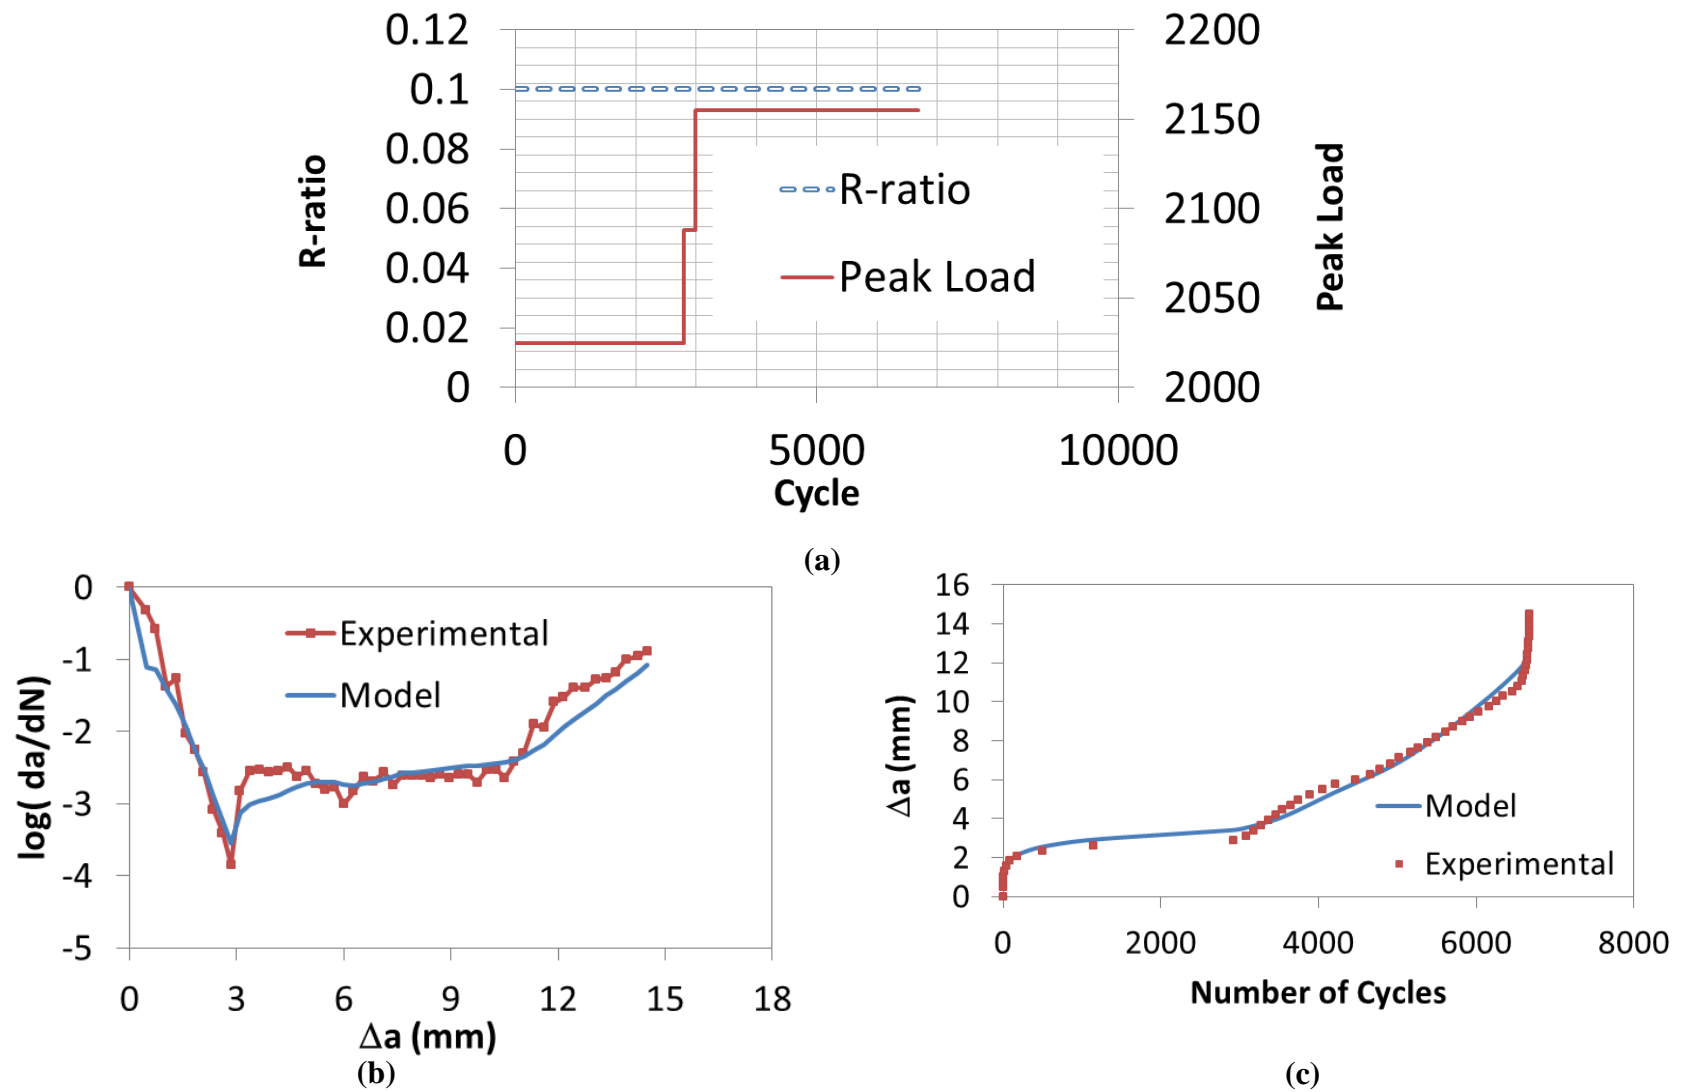 0.12
0.1
0.08
0.06
0.04
0.02
0
R-ratio
2200
2150
2100
2050
2000
Peak Load
R-ratio
Peak Load
0 5000 10000
Cycle
(a)
0
-1
-2
-3
-4
-5
log( da/dN)
Experimental
Model
0 3 6 9 12 15 18
Δa (mm)
(b)
16
14
12
10
8
6
4
2
0
Δa (mm)
Model
Experimental
0 2000 4000 6000 8000
Number of Cycles
(c)